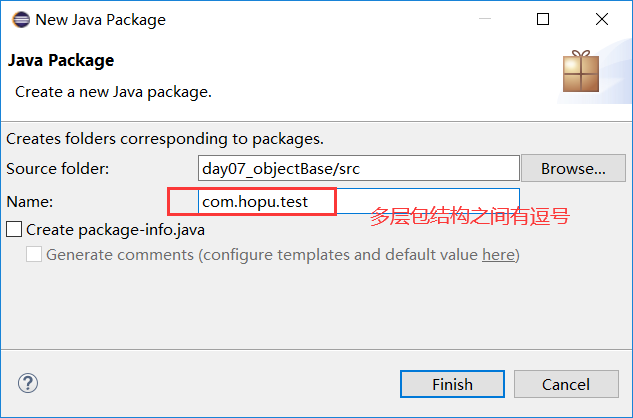 New Java Package
Java Package
Create a new Java package.
Creates folders corresponding to packages.
Source folder: day07_objectBase/src Browse...
Name: com.hopu.test
多层包结构之间有逗号
Create package-info.java
Generate comments (configure templates and default value here)
? Finish Cancel